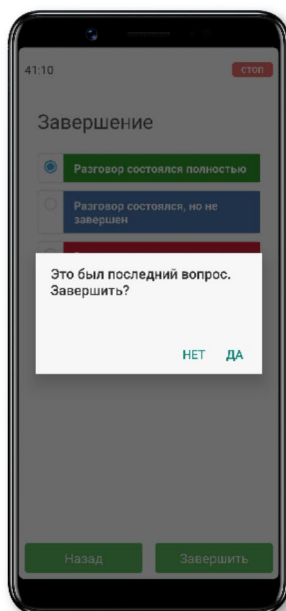 41:10
стоп
Завершение
Разговор состоялся полностью
Разговор состоялся, но не
завершен
Это был последний вопрос.
Завершить?
НЕТ ДА
Назад
Завершить